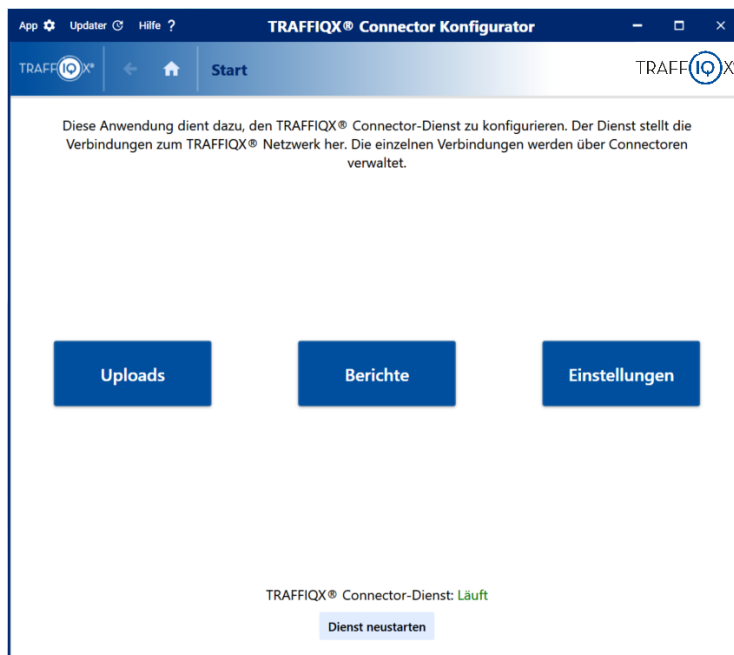 App Updater Hilfe ? TRAFFIQX® Connector Konfigurator
TRAFFIQX® Start TRAFFIQX®
Diese Anwendung dient dazu, den TRAFFIQX® Connector-Dienst zu konfigurieren. Der Dienst stellt die
Verbindungen zum TRAFFIQX® Netzwerk her. Die einzelnen Verbindungen werden über Connectoren
verwaltet.
Uploads Berichte Einstellungen
TRAFFIQX® Connector-Dienst: Läuft
Dienst neustarten